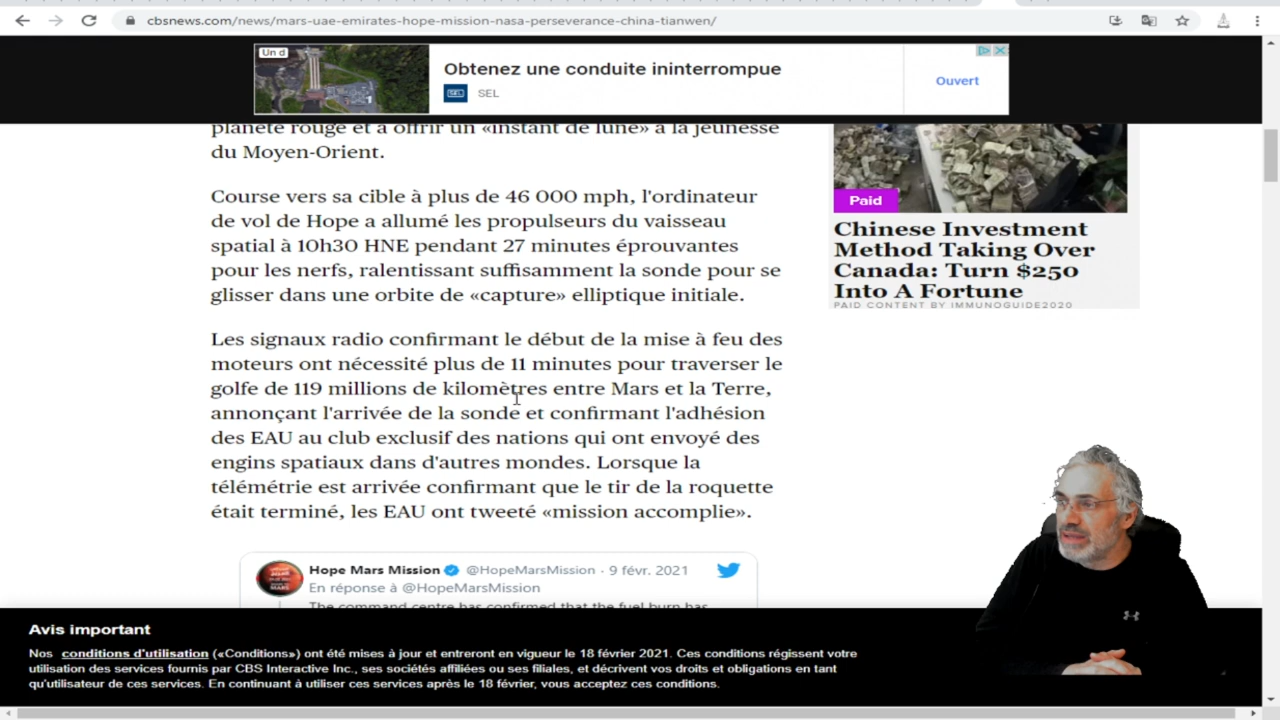 cbsnews.com/news/mars-uae-emirates-hope-mission-nasa-perseverance-china-tianwen/
Un d
Obtenez une conduite ininterrompue
SEL
SEL
Ouvert
planète rouge et à offrir un «instant de lune» à la jeunesse
du Moyen-Orient.
Course vers sa cible à plus de 46 000 mph, l'ordinateur
de vol de Hope a allumé les propulseurs du vaisseau
spatial à 10h30 HNE pendant 27 minutes éprouvantes
pour les nerfs, ralentissant suffisamment la sonde pour se
glisser dans une orbite de «capture» elliptique initiale.
Les signaux radio confirmant le début de la mise à feu des
moteurs ont nécessité plus de 11 minutes pour traverser le
golfe de 119 millions de kilomètres entre Mars et la Terre,
annonçant l'arrivée de la sonde et confirmant l'adhésion
des EAU au club exclusif des nations qui ont envoyé des
engins spatiaux dans d'autres mondes. Lorsque la
télémétrie est arrivée confirmant que le tir de la roquette
était terminé, les EAU ont tweeté «mission accomplie».
Hope Mars Mission @HopeMarsMission · 9 févr. 2021
En réponse à @HopeMarsMission
The command centre has confirmed that the fuel burn has
Paid
Chinese Investment
Method Taking Over
Canada: Turn $250
Into A Fortune
PAID CONTENT BY IMMUNOGUIDE2020
Avis important
Nos conditions d'utilisation («Conditions») ont été mises à jour et entreront en vigueur le 18 février 2021. Ces conditions régissent votre
utilisation des services fournis par CBS Interactive Inc., ses sociétés affiliées ou ses filiales, et décrivent vos droits et obligations en tant
qu'utilisateur de ces services. En continuant à utiliser ces services après le 18 février, vous acceptez ces conditions.